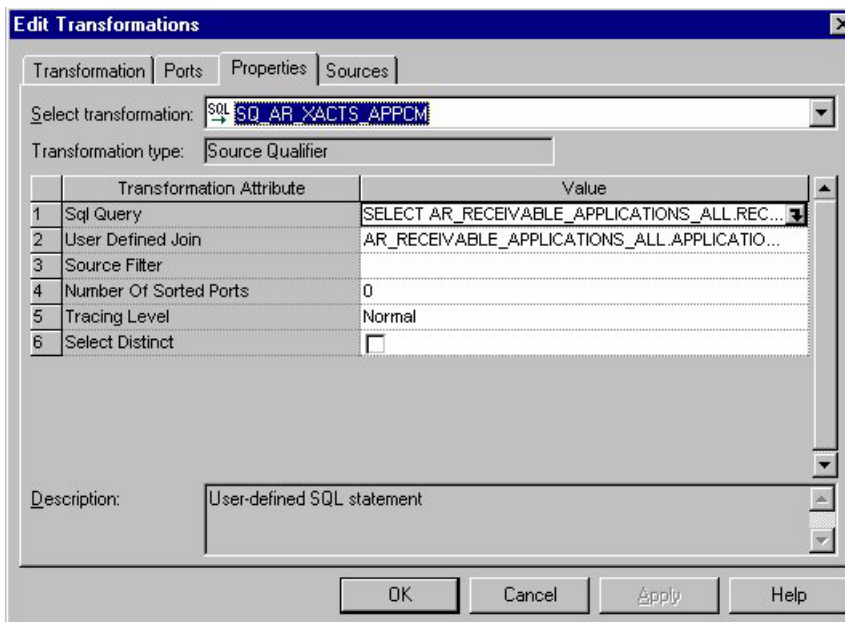 Edit Transformations
Transformation Ports Properties Sources
Select transformation: SQL SQ_AR_XACTS_APPCM
Transformation type: Source Qualifier
Transformation Attribute Value
1 Sql Query SELECT AR_RECEIVABLE_APPLICATIONS_ALL.REC...
2 User Defined Join AR_RECEIVABLE_APPLICATIONS_ALL.APPLICATIO...
3 Source Filter
4 Number Of Sorted Ports 0
5 Tracing Level Normal
6 Select Distinct
Description: User-defined SQL statement
OK Cancel Apply Help